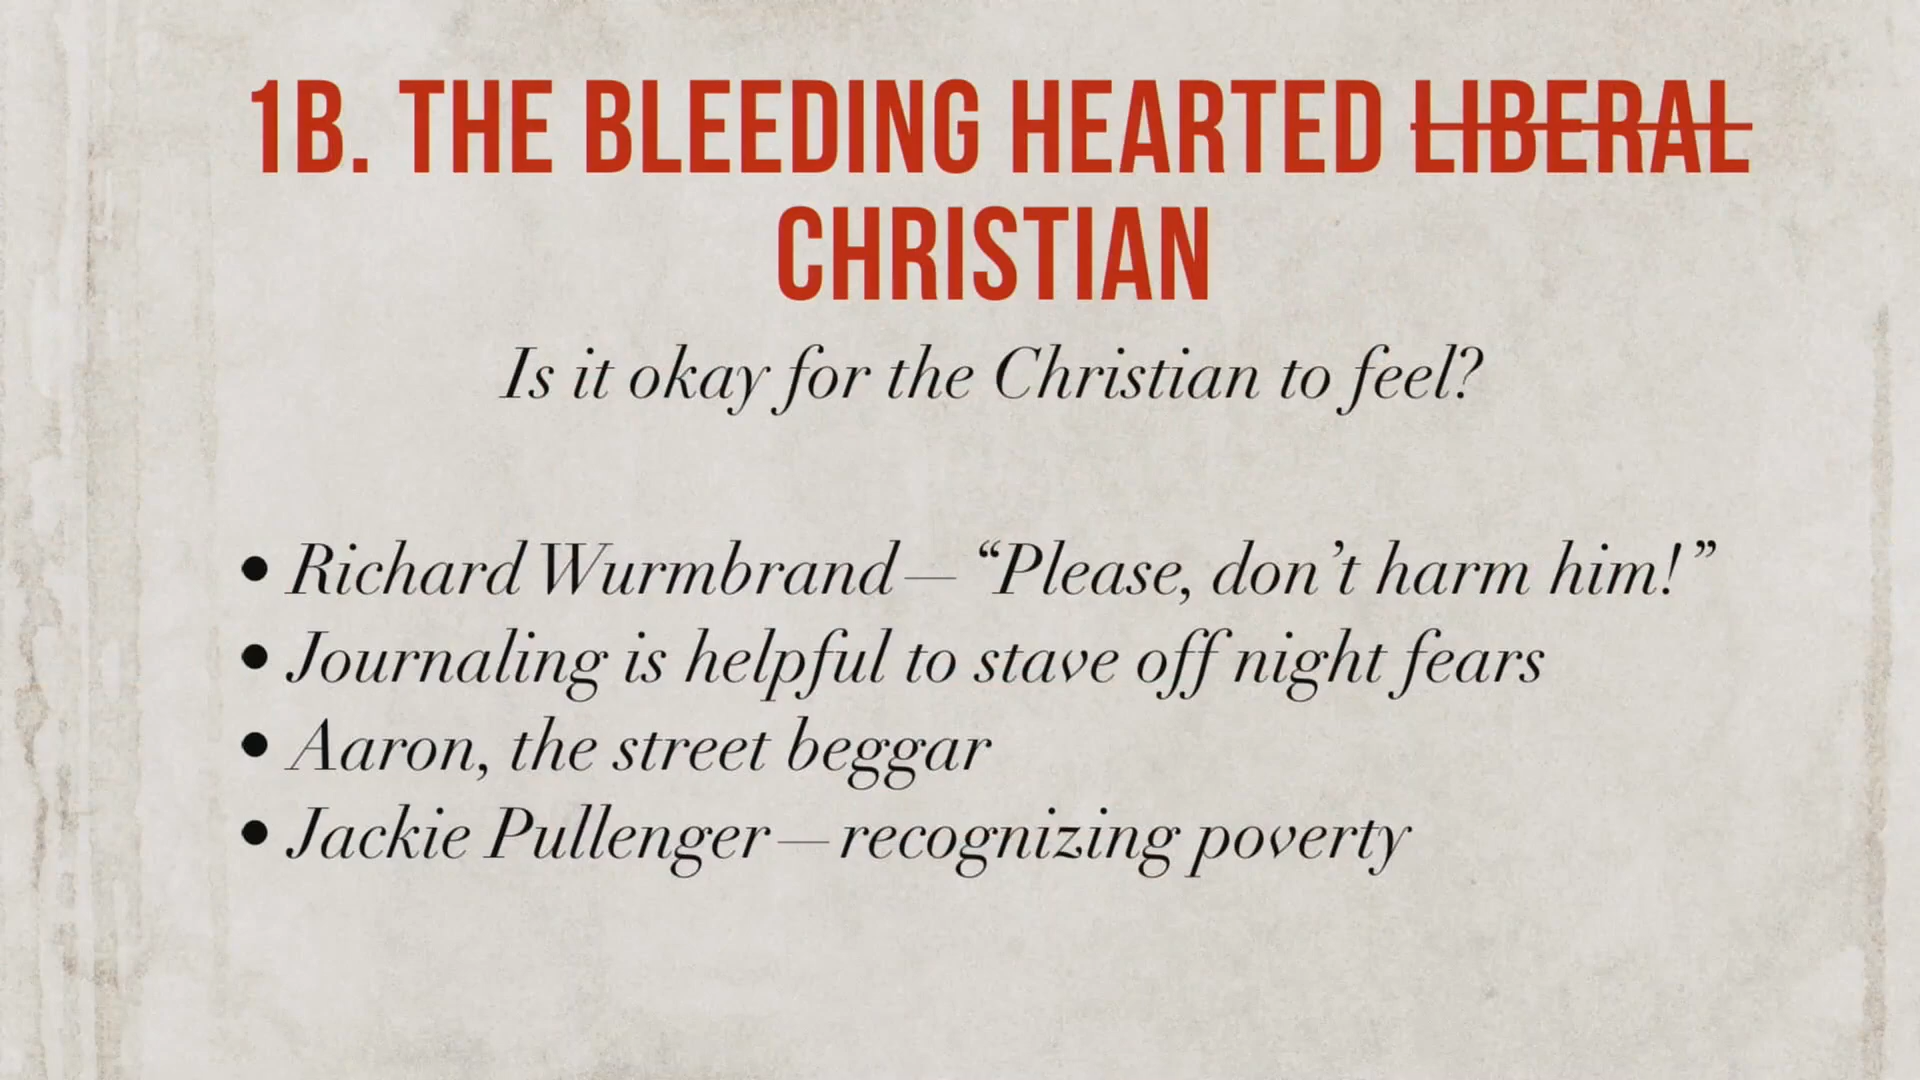 1B. THE BLEEDING HEARTED LIBERAL
CHRISTIAN
Is it okay for the Christian to feel?
• Richard Wurmbrand—“Please, don’t harm him!”
• Journaling is helpful to stave off night fears
• Aaron, the street beggar
• Jackie Pullenger—recognizing poverty